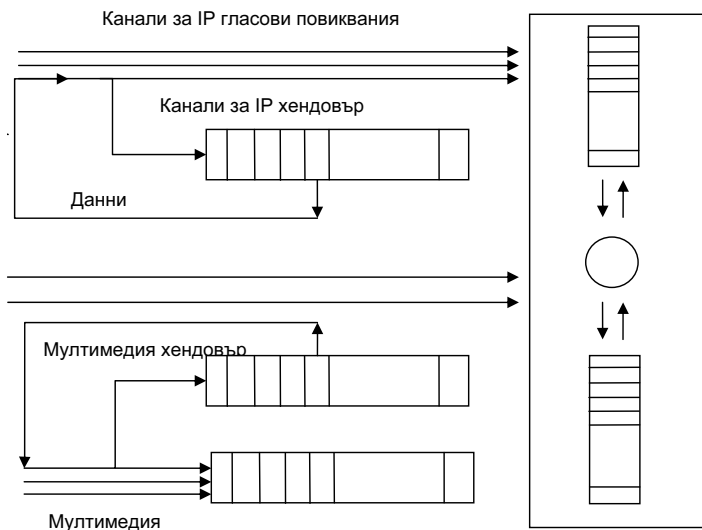 Канали за IP гласови повиквания
Канали за IP хендовър
Данни
Мултимедия хендовър
Мултимедия